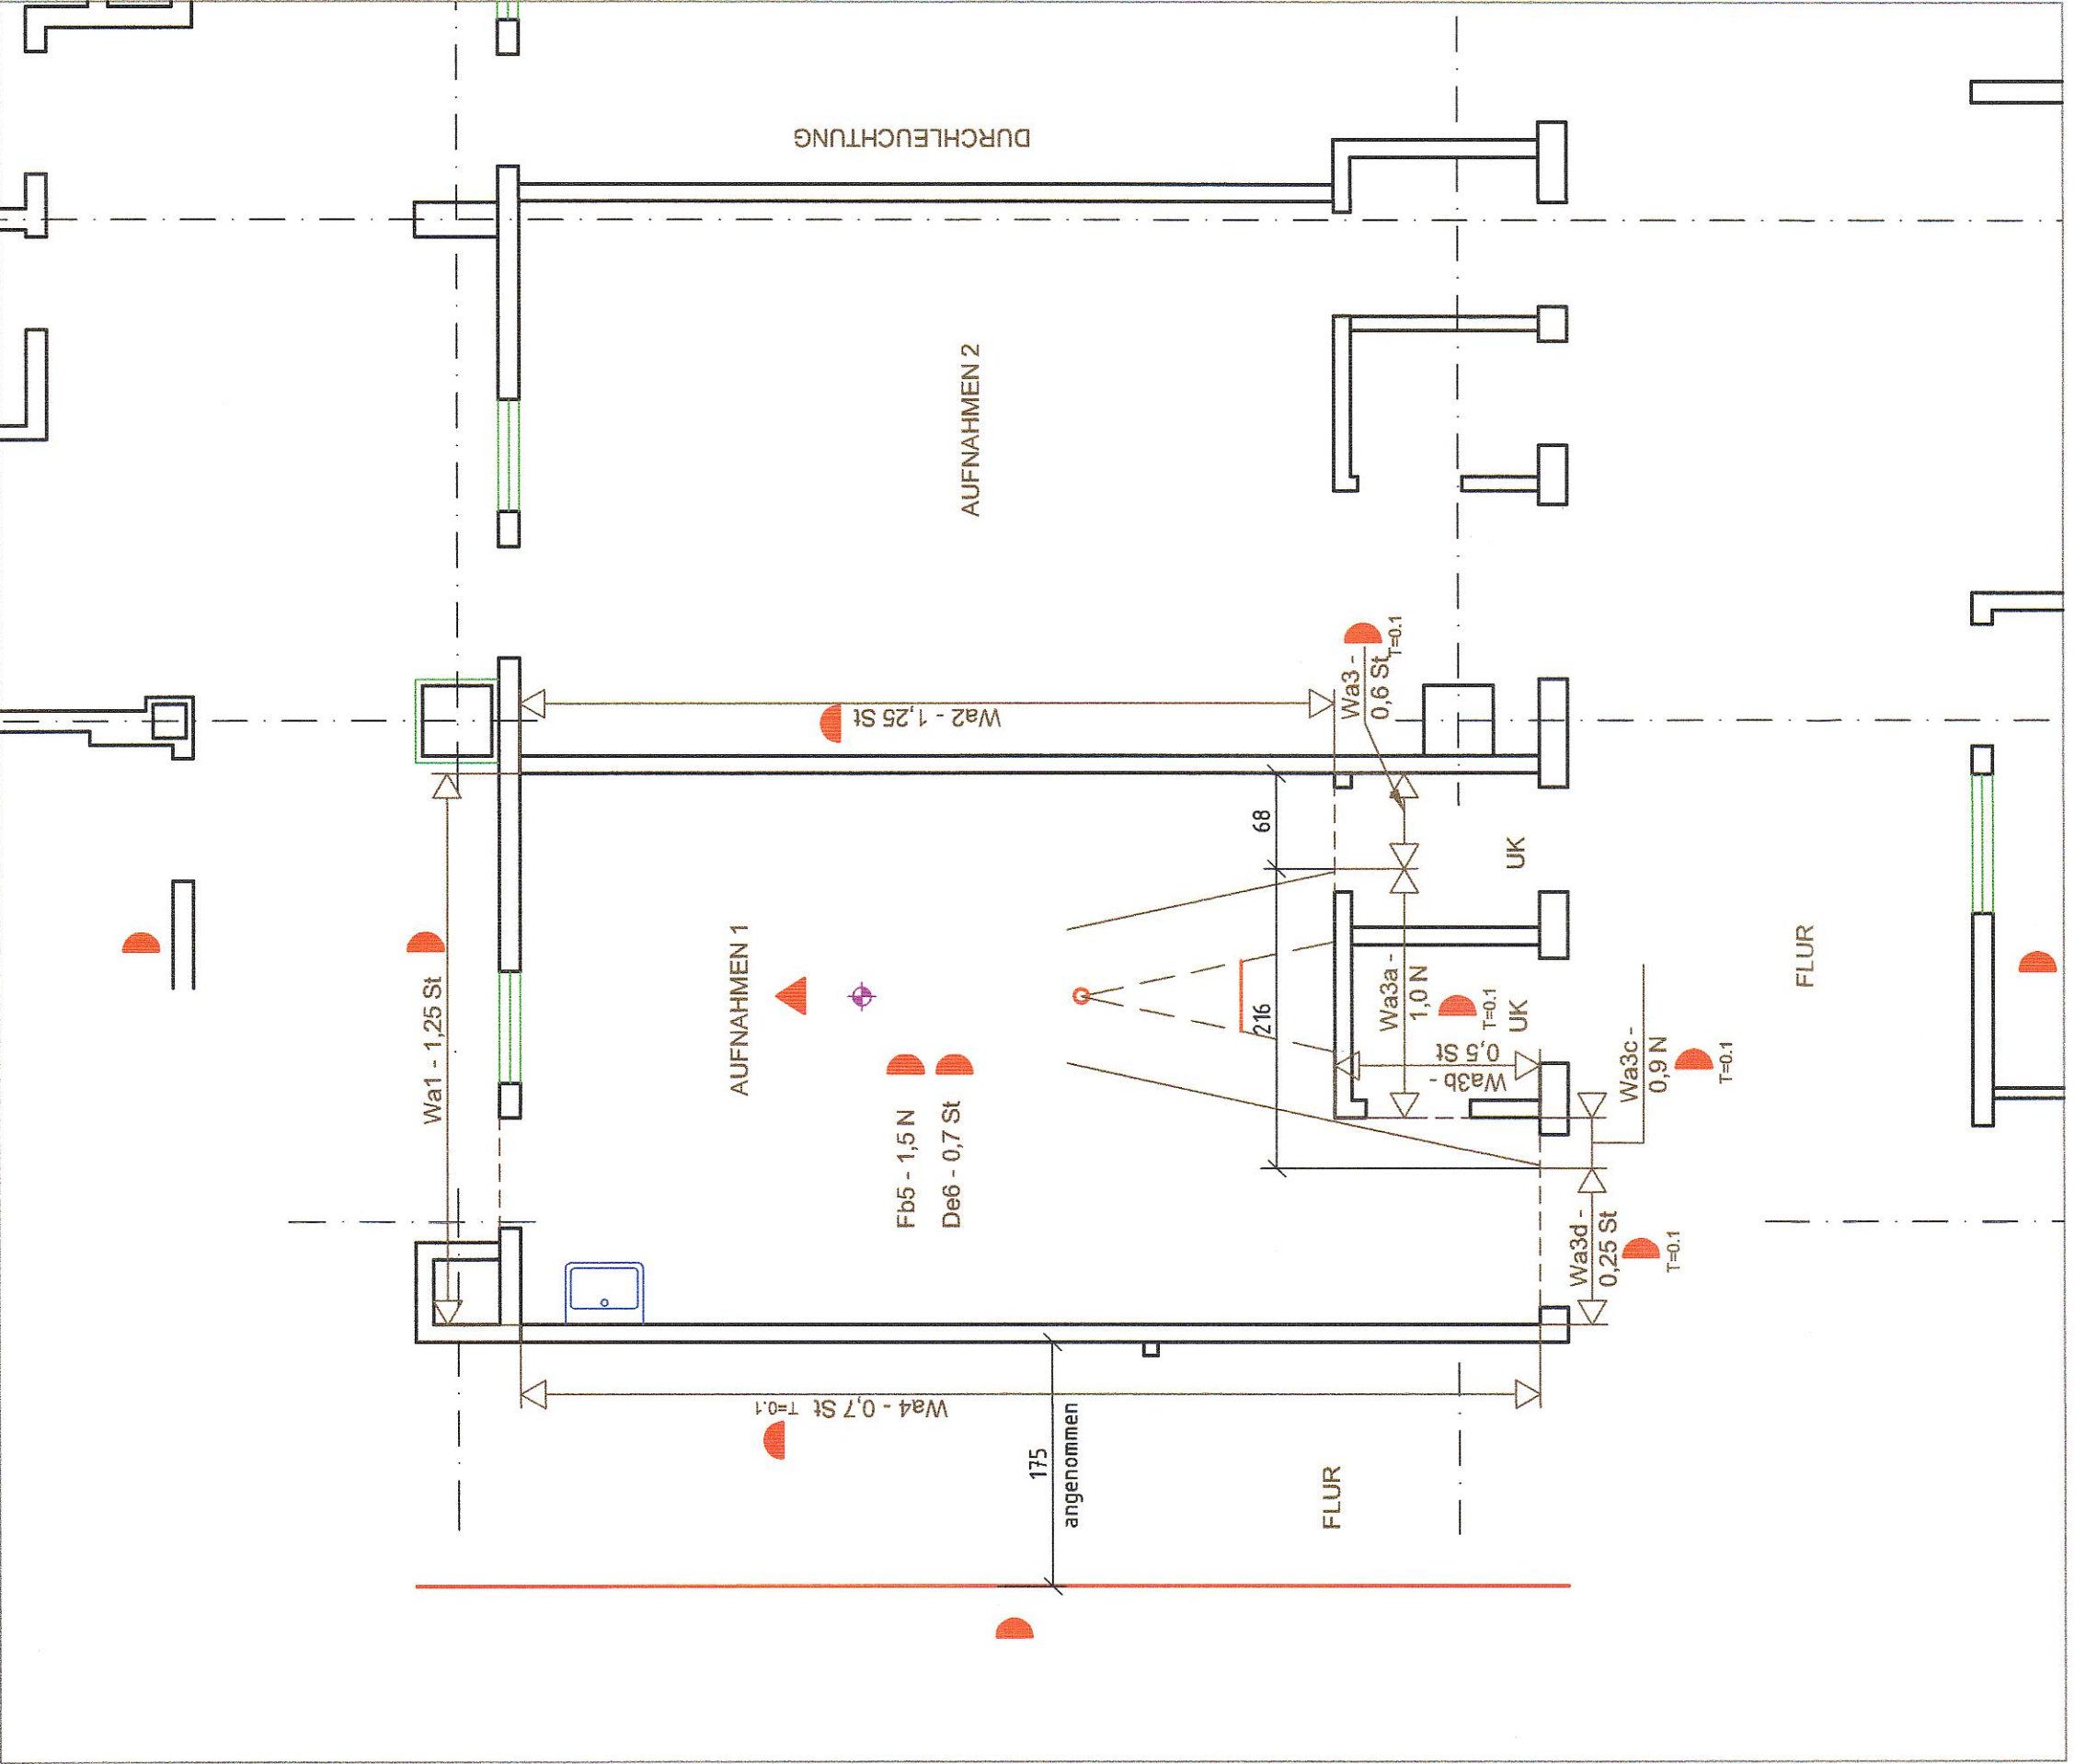 DURCHLEUCHTUNG
AUFNAHMEN 2
Wa2 - 1,25 St
Wa3 -
0,6 St
T=0.1
68
UK
Wa1 - 1,25 St
AUFNAHMEN 1
216
Wa3a -
1,0 N
T=0.1
UK
Wa3b -
0,5 St
Wa3c -
0,9 N
T=0.1
FLUR
Fb5 - 1,5 N
De6 - 0,7 St
Wa3d -
0,25 St
T=0.1
Wa4 - 0,7 St T=0.1
175
angenommen
FLUR